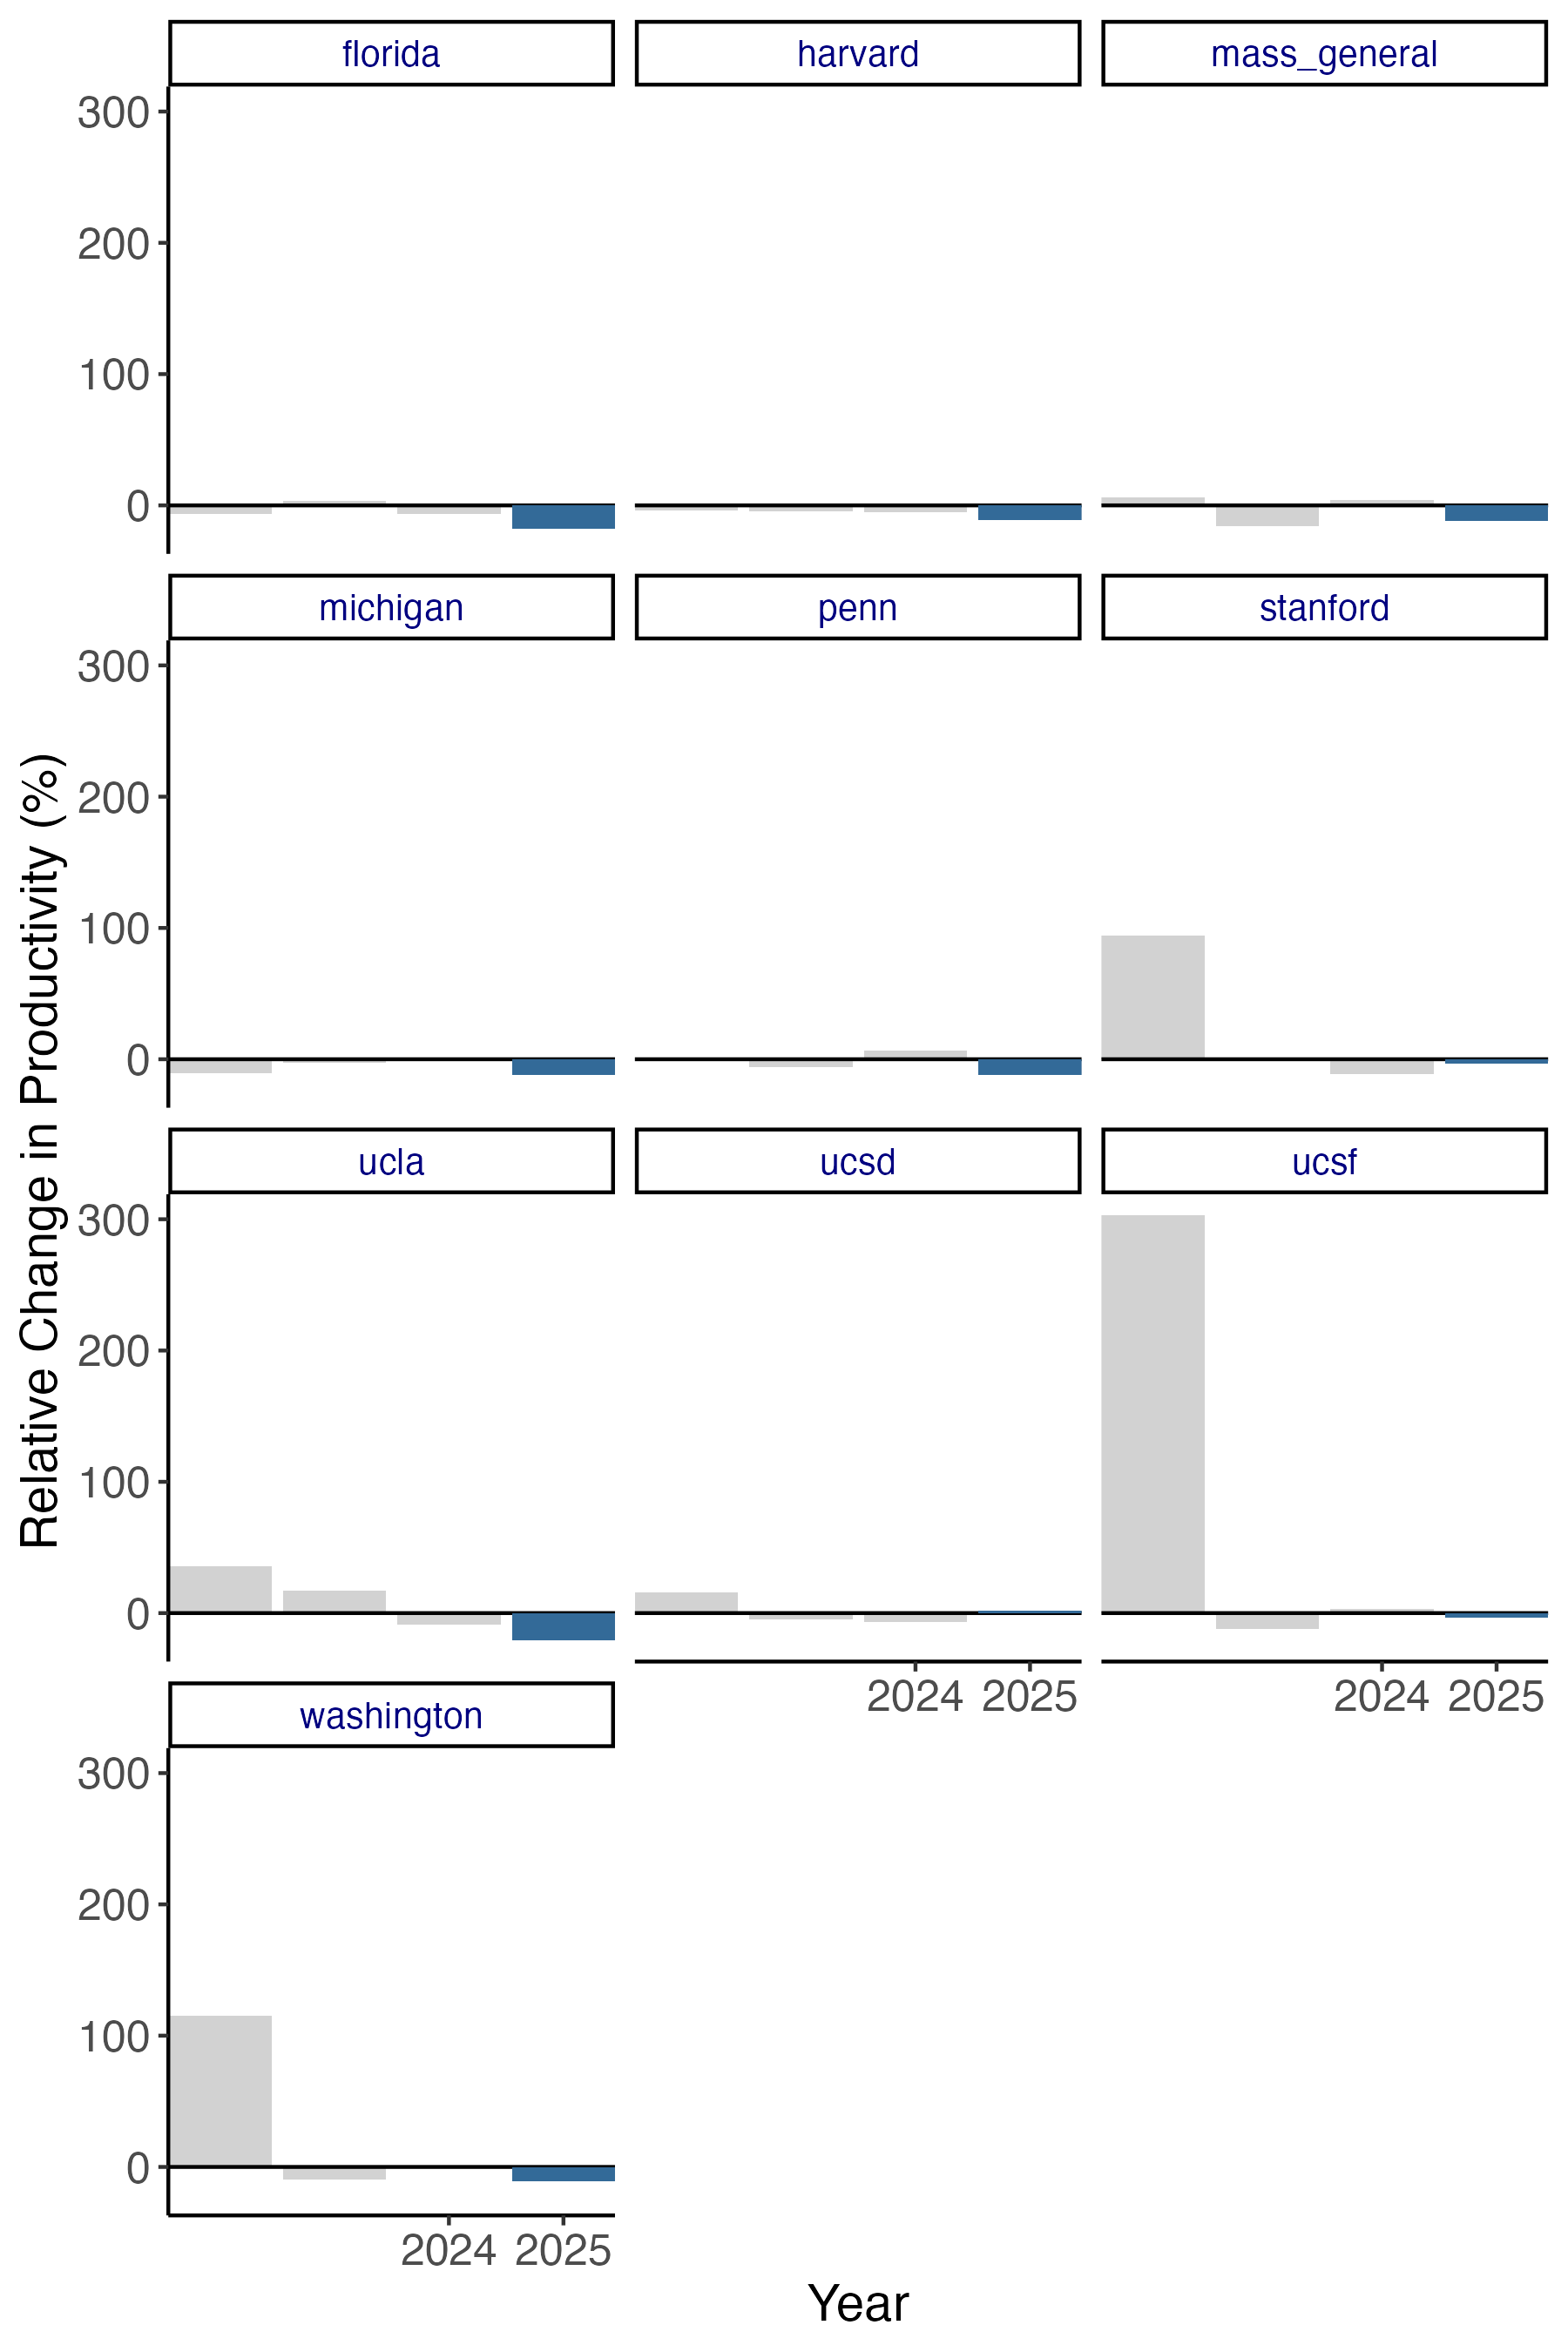 florida harvard mass_general
300
200
100
0
michigan penn stanford
300
200
100
0
Relative Change in Productivity (%)
ucla ucsd ucsf
300
200
100
0
2024 2025 2024 2025
washington
300
200
100
0
2024 2025
Year